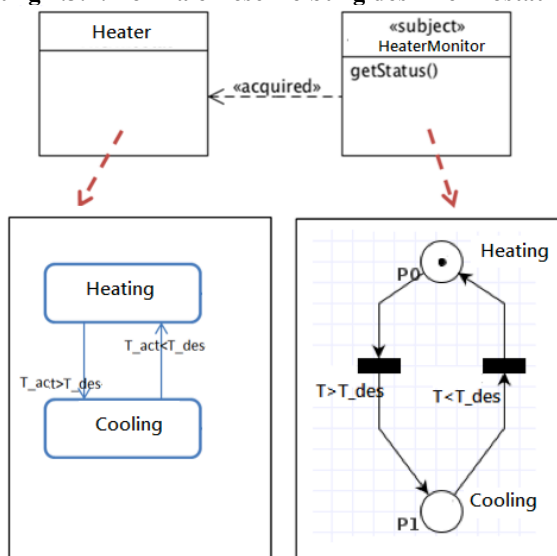 Heater
«subject»
HeaterMonitor
getStatus()
«acquired»
Heating
T_act<T_des
T_act>T_des
Cooling
Heating
P0
T>T_des
T<T_des
Cooling
P1